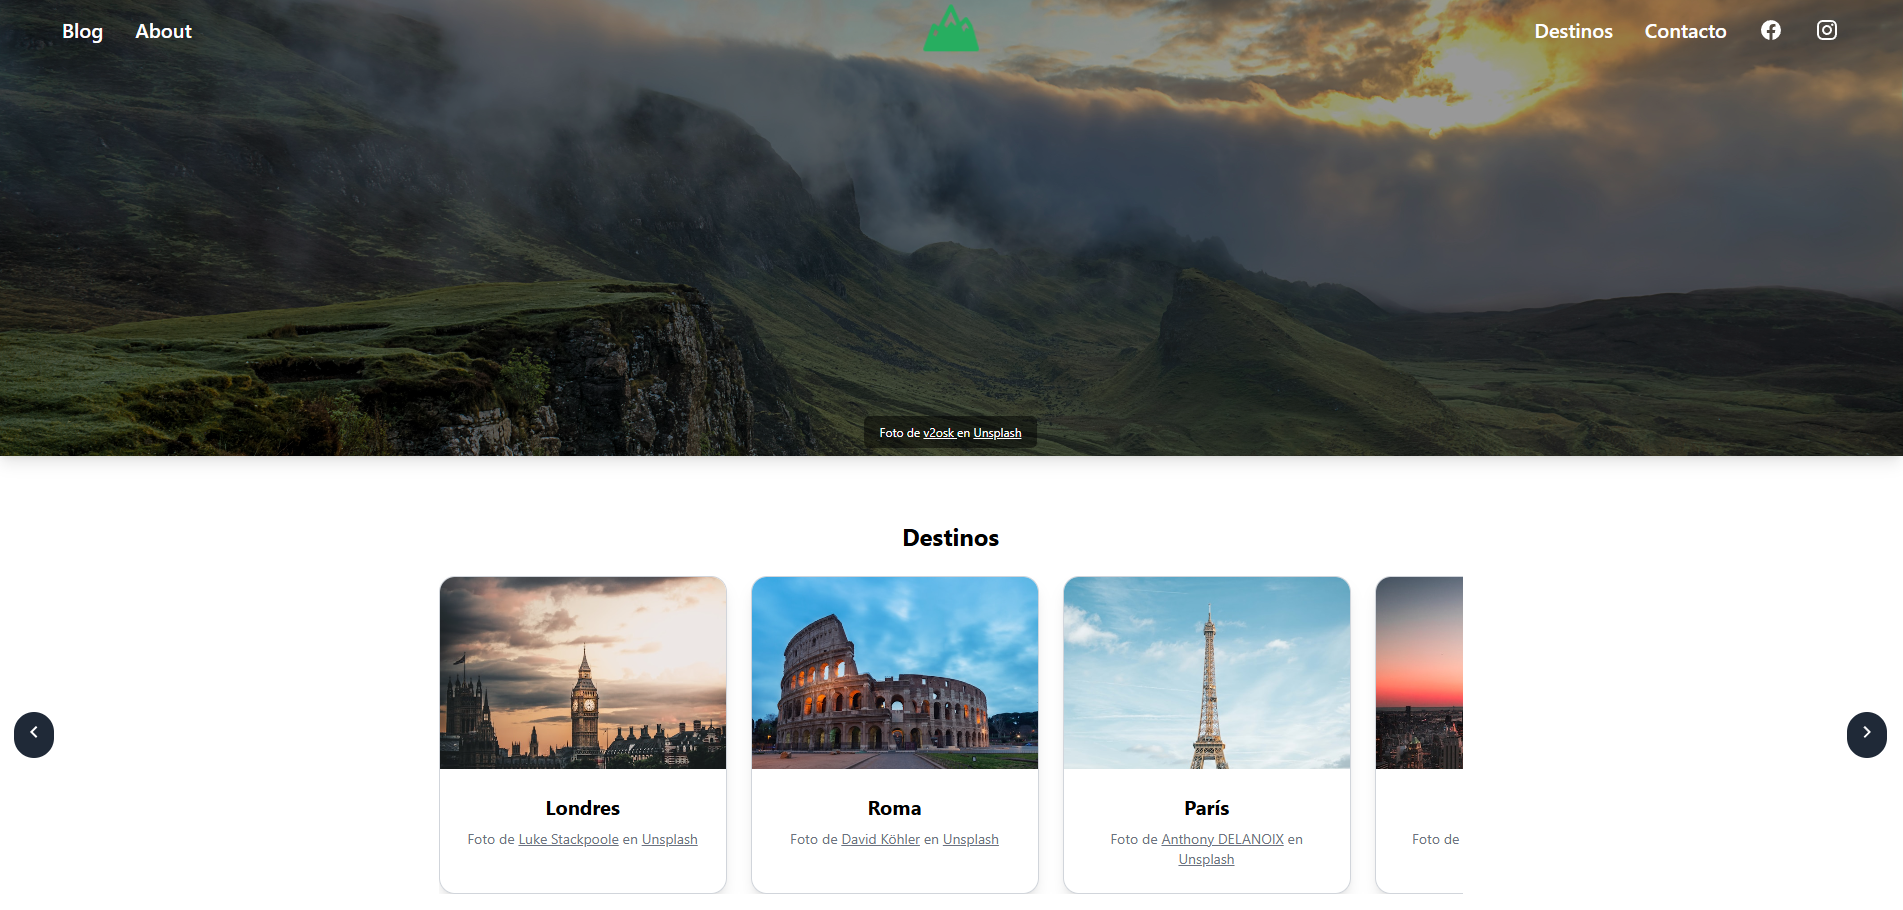 Blog About Destinos Contacto
Foto de v2osk en Unsplash
Destinos
Londres
Foto de Luke Stackpoole en Unsplash
Roma
Foto de David Köhler en Unsplash
París
Foto de Anthony DELANOIX en
Unsplash
Foto de